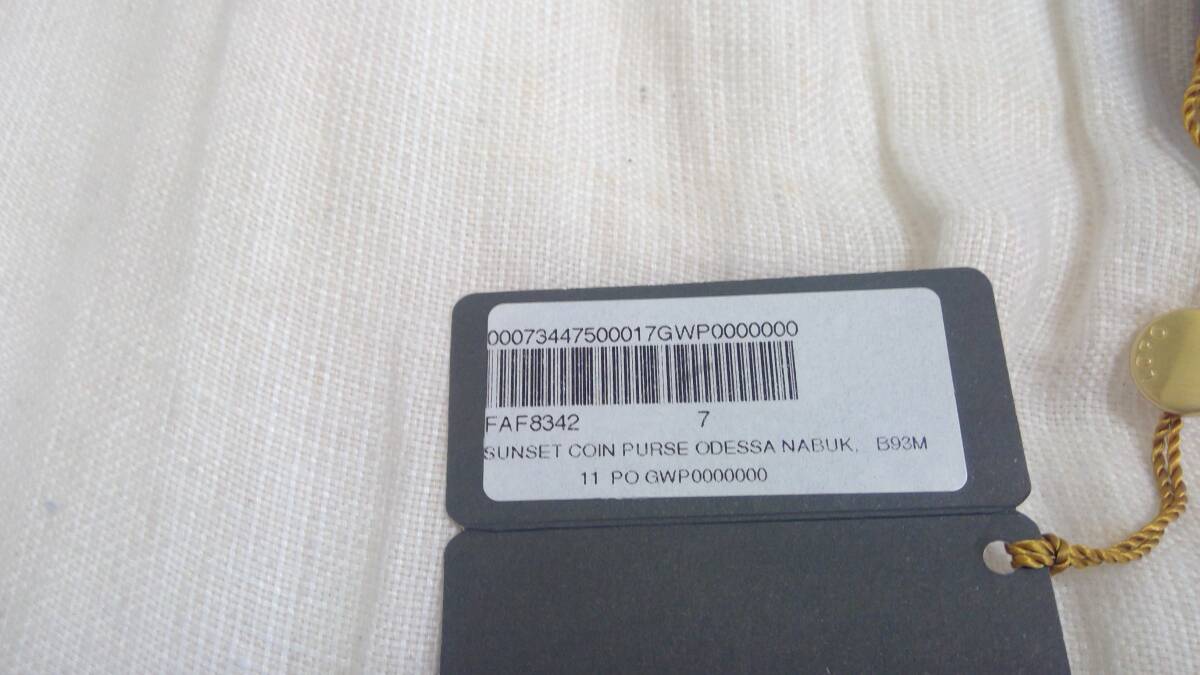 00073447500017GWP0000000
FAF8342 7
SUNSET COIN PURSE ODESSA NABUK, B93M
11 PO GWP0000000